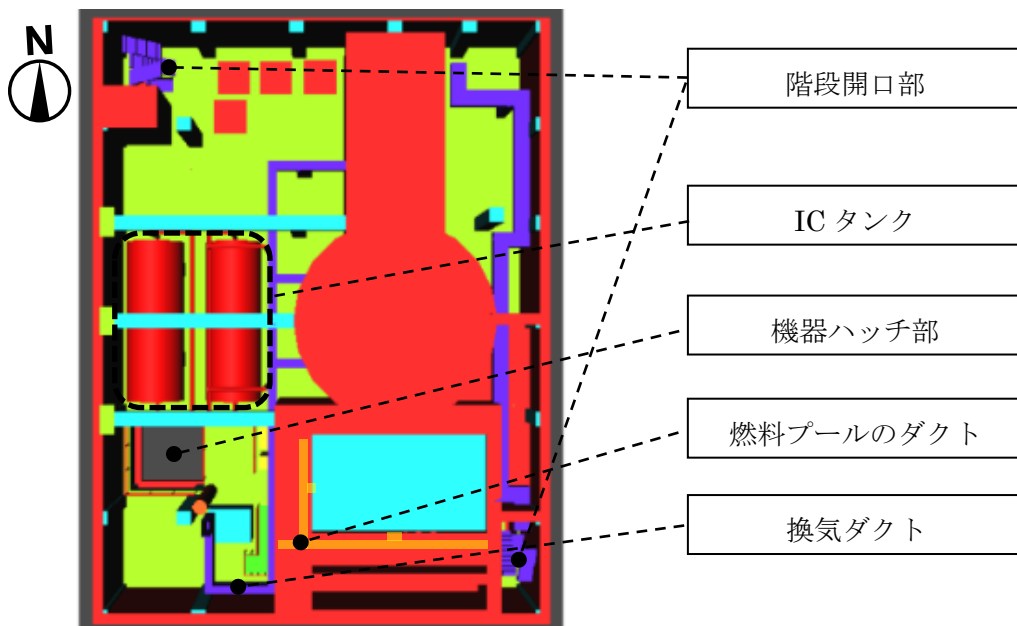 N
階段開口部
IC タンク
機器ハッチ部
燃料プールのダクト
換気ダクト